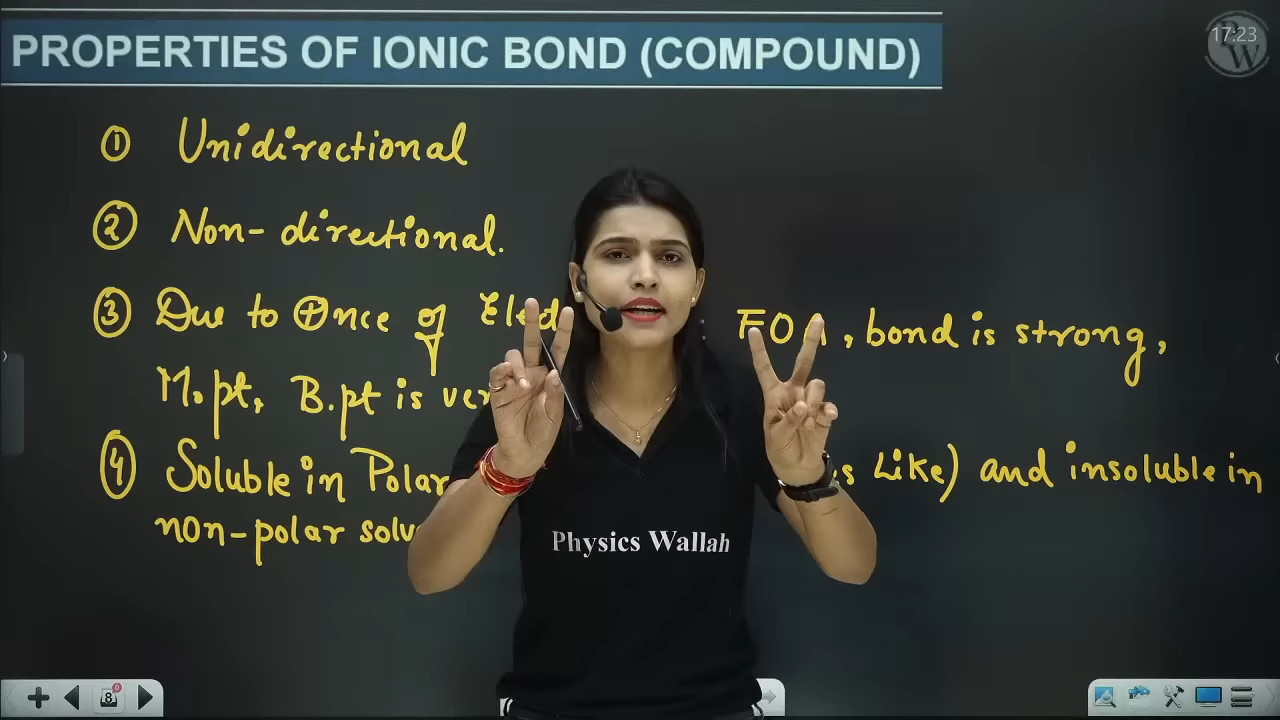 PROPERTIES OF IONIC BOND (COMPOUND)
17:23
① Unidirectional
② Non-directional.
③ Due to ⊕nce of FOA, bond is strong,
M.pt, B.pt is
④ Soluble in Polar Like) and insoluble in
non-polar
Physics Wallah
8